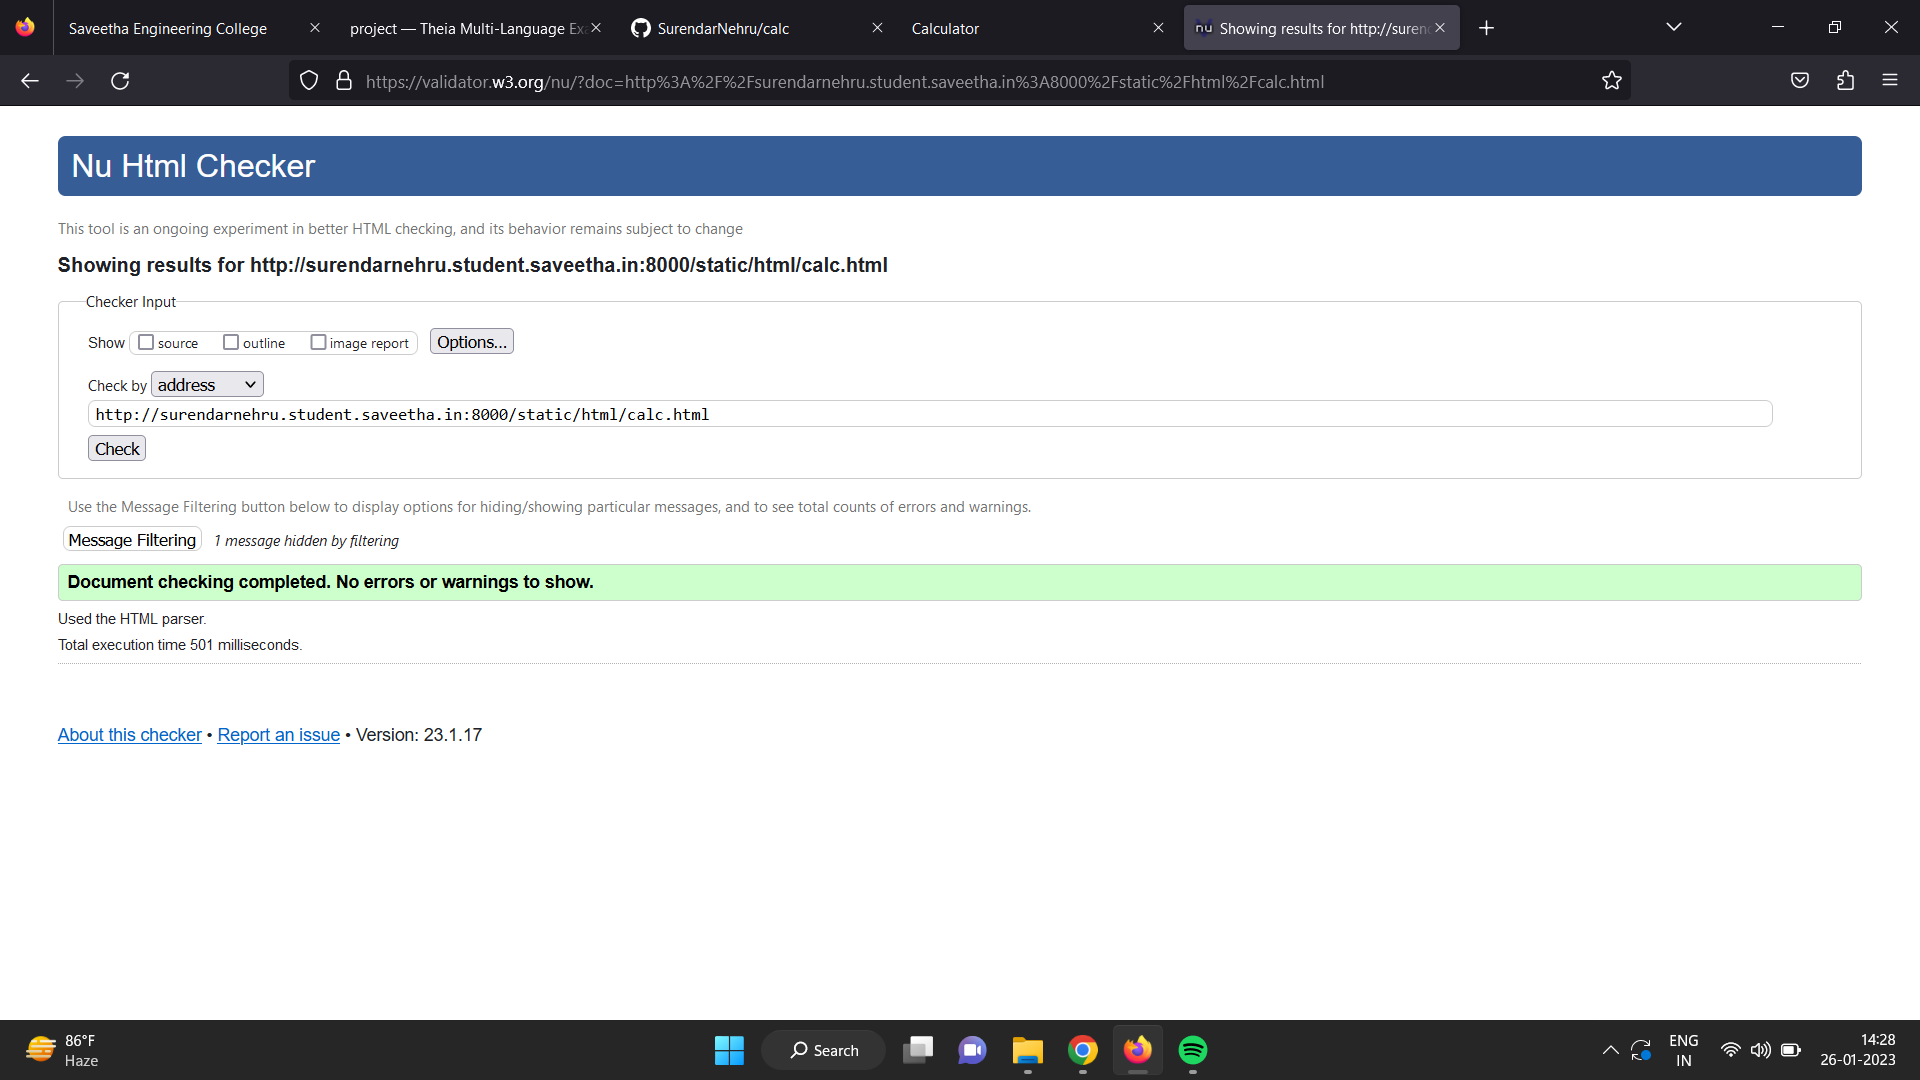 Saveetha Engineering College
project — Theia Multi-Language Ex
SurendarNehru/calc
Calculator
nu Showing results for http://suren
https://validator.w3.org/nu/?doc=http%3A%2F%2Fsurendarnehru.student.saveetha.in%3A8000%2Fstatic%2Fhtml%2Fcalc.html
Nu Html Checker
This tool is an ongoing experiment in better HTML checking, and its behavior remains subject to change
Showing results for http://surendarnehru.student.saveetha.in:8000/static/html/calc.html
Checker Input
Show source outline image report Options...
Check by address
http://surendarnehru.student.saveetha.in:8000/static/html/calc.html
Check
Use the Message Filtering button below to display options for hiding/showing particular messages, and to see total counts of errors and warnings.
Message Filtering 1 message hidden by filtering
Document checking completed. No errors or warnings to show.
Used the HTML parser.
Total execution time 501 milliseconds.
About this checker • Report an issue • Version: 23.1.17
86°F
Haze
Search
ENG
IN
14:28
26-01-2023